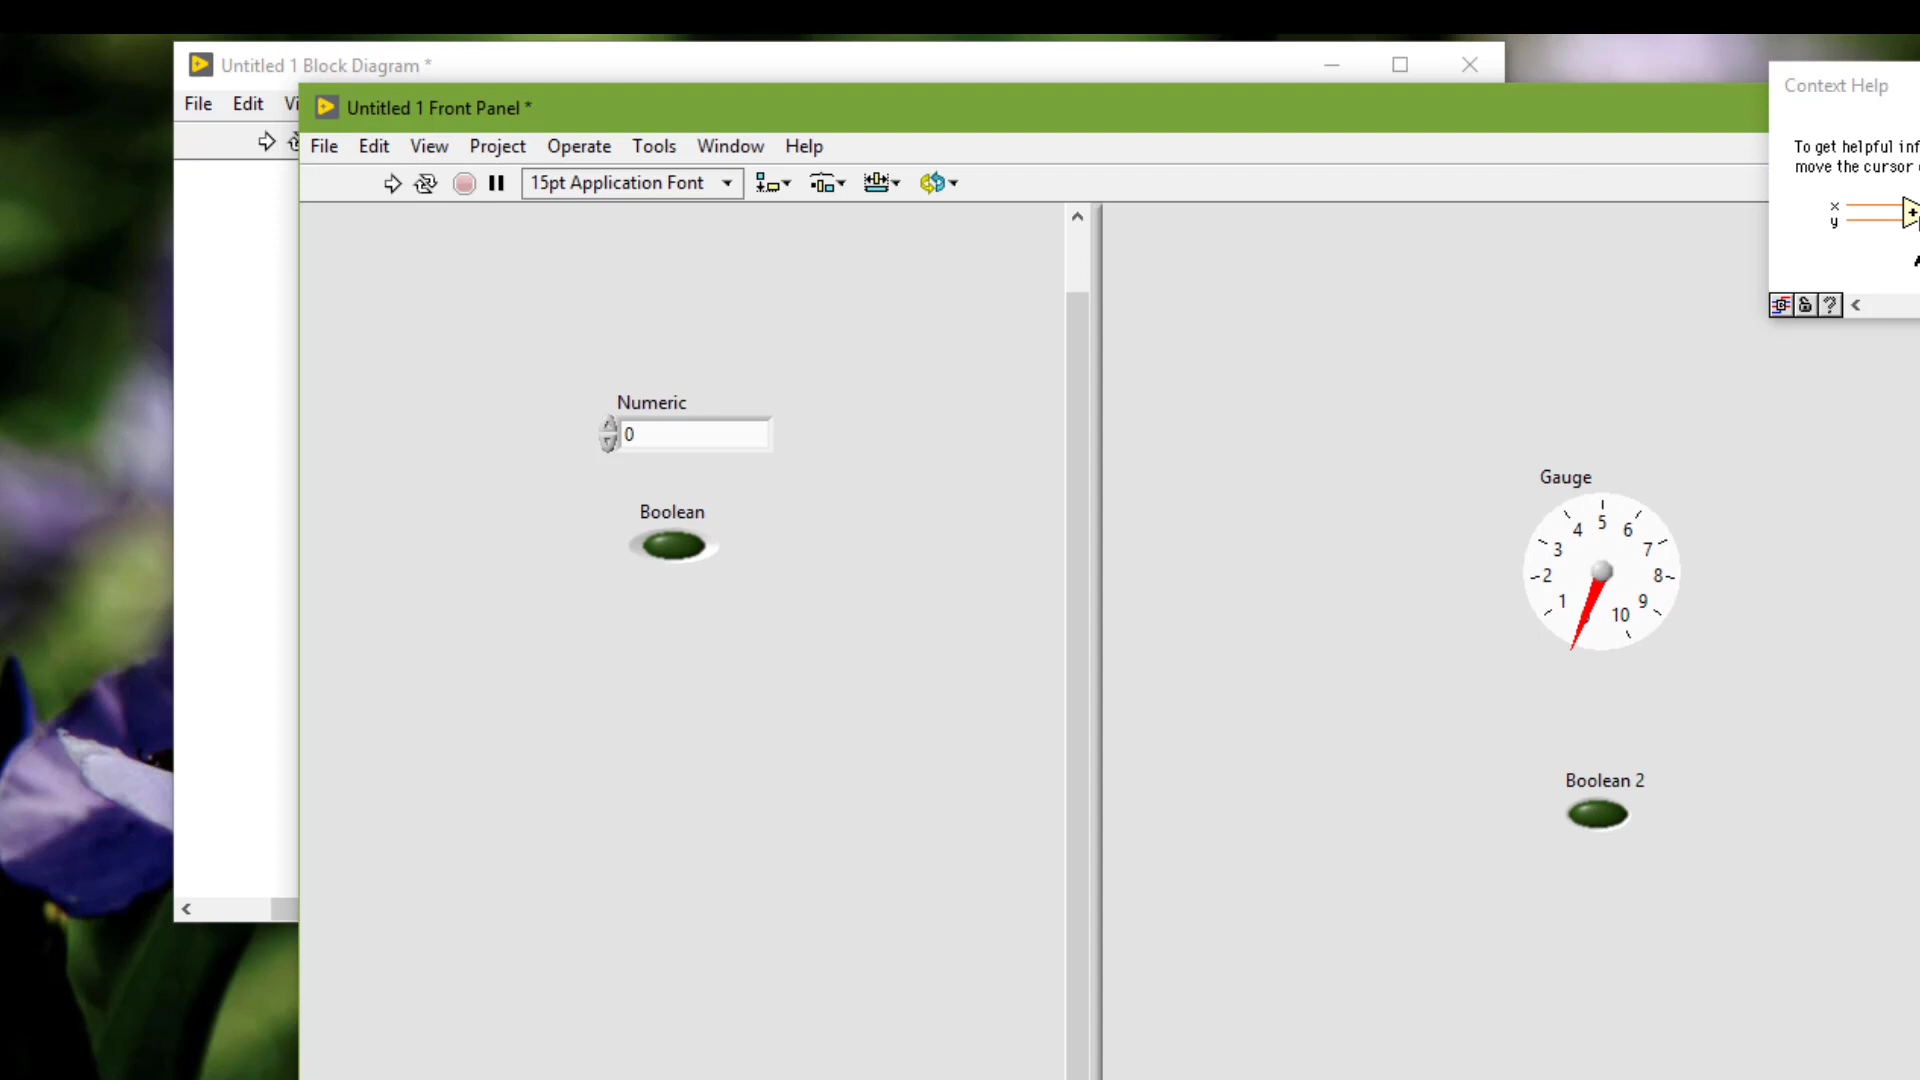 Untitled 1 Block Diagram *
File Edit
Untitled 1 Front Panel *
File Edit View Project Operate Tools Window Help
15pt Application Font
Context Help
To get helpful inf
move the cursor
x
y
Numeric
0
Boolean
Gauge
1 2 3 4 5 6 7 8 9 10
Boolean 2